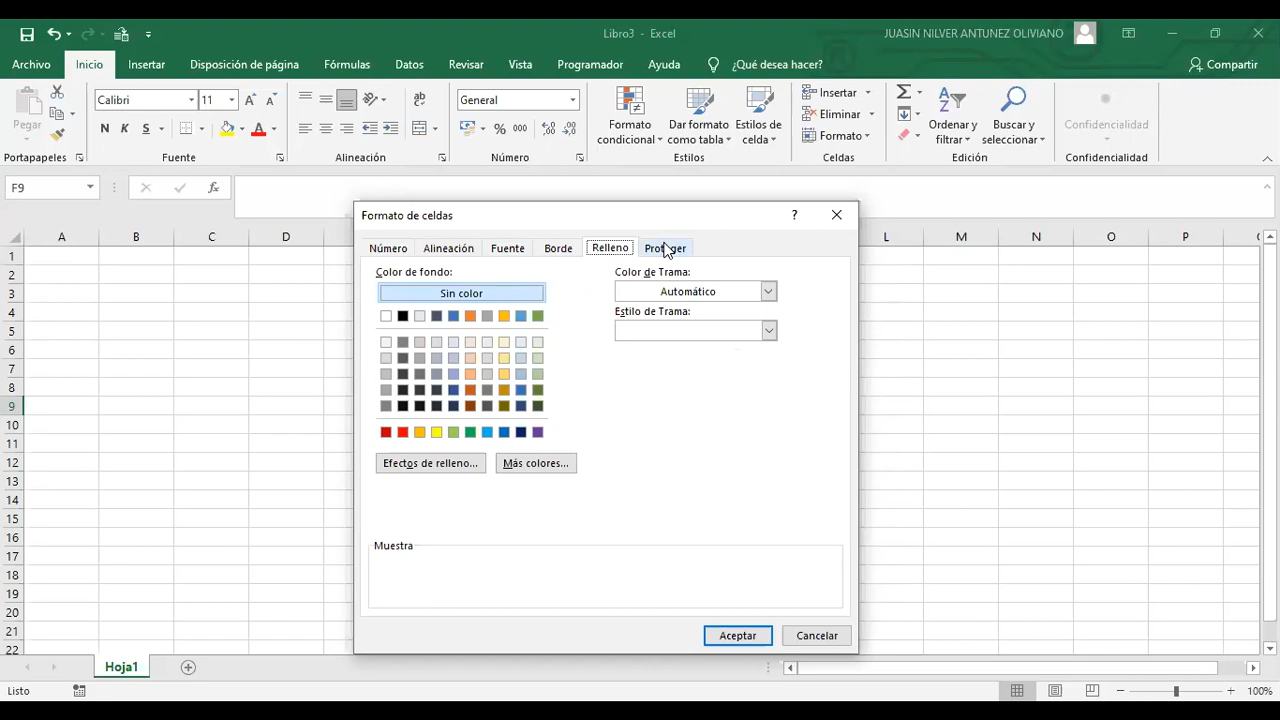 Libro3 - Excel
JUASIN NILVER ANTUNEZ OLIVIANO
Archivo Inicio Insertar Disposición de página Fórmulas Datos Revisar Vista Programador Ayuda ¿Qué desea hacer? Compartir
Pegar
Portapapeles
Calibri 11
N K S
Fuente
Alineación
General
% 000
Número
Formato condicional
Dar formato como tabla
Estilos de celda
Estilos
Insertar
Eliminar
Formato
Celdas
Ordenar y filtrar
Buscar y seleccionar
Edición
Confidencialidad
Confidencialidad
F9 fx
A B C D L M N O P
1
2
3
4
5
6
7
8
9
10
11
12
13
14
15
16
17
18
19
20
21
22
Formato de celdas ?
Número Alineación Fuente Borde Relleno
Color de fondo:
Sin color
Efectos de relleno... Más colores...
Color de Trama:
Automático
Estilo de Trama:
Muestra
Aceptar Cancelar
Hoja1
Listo
100%